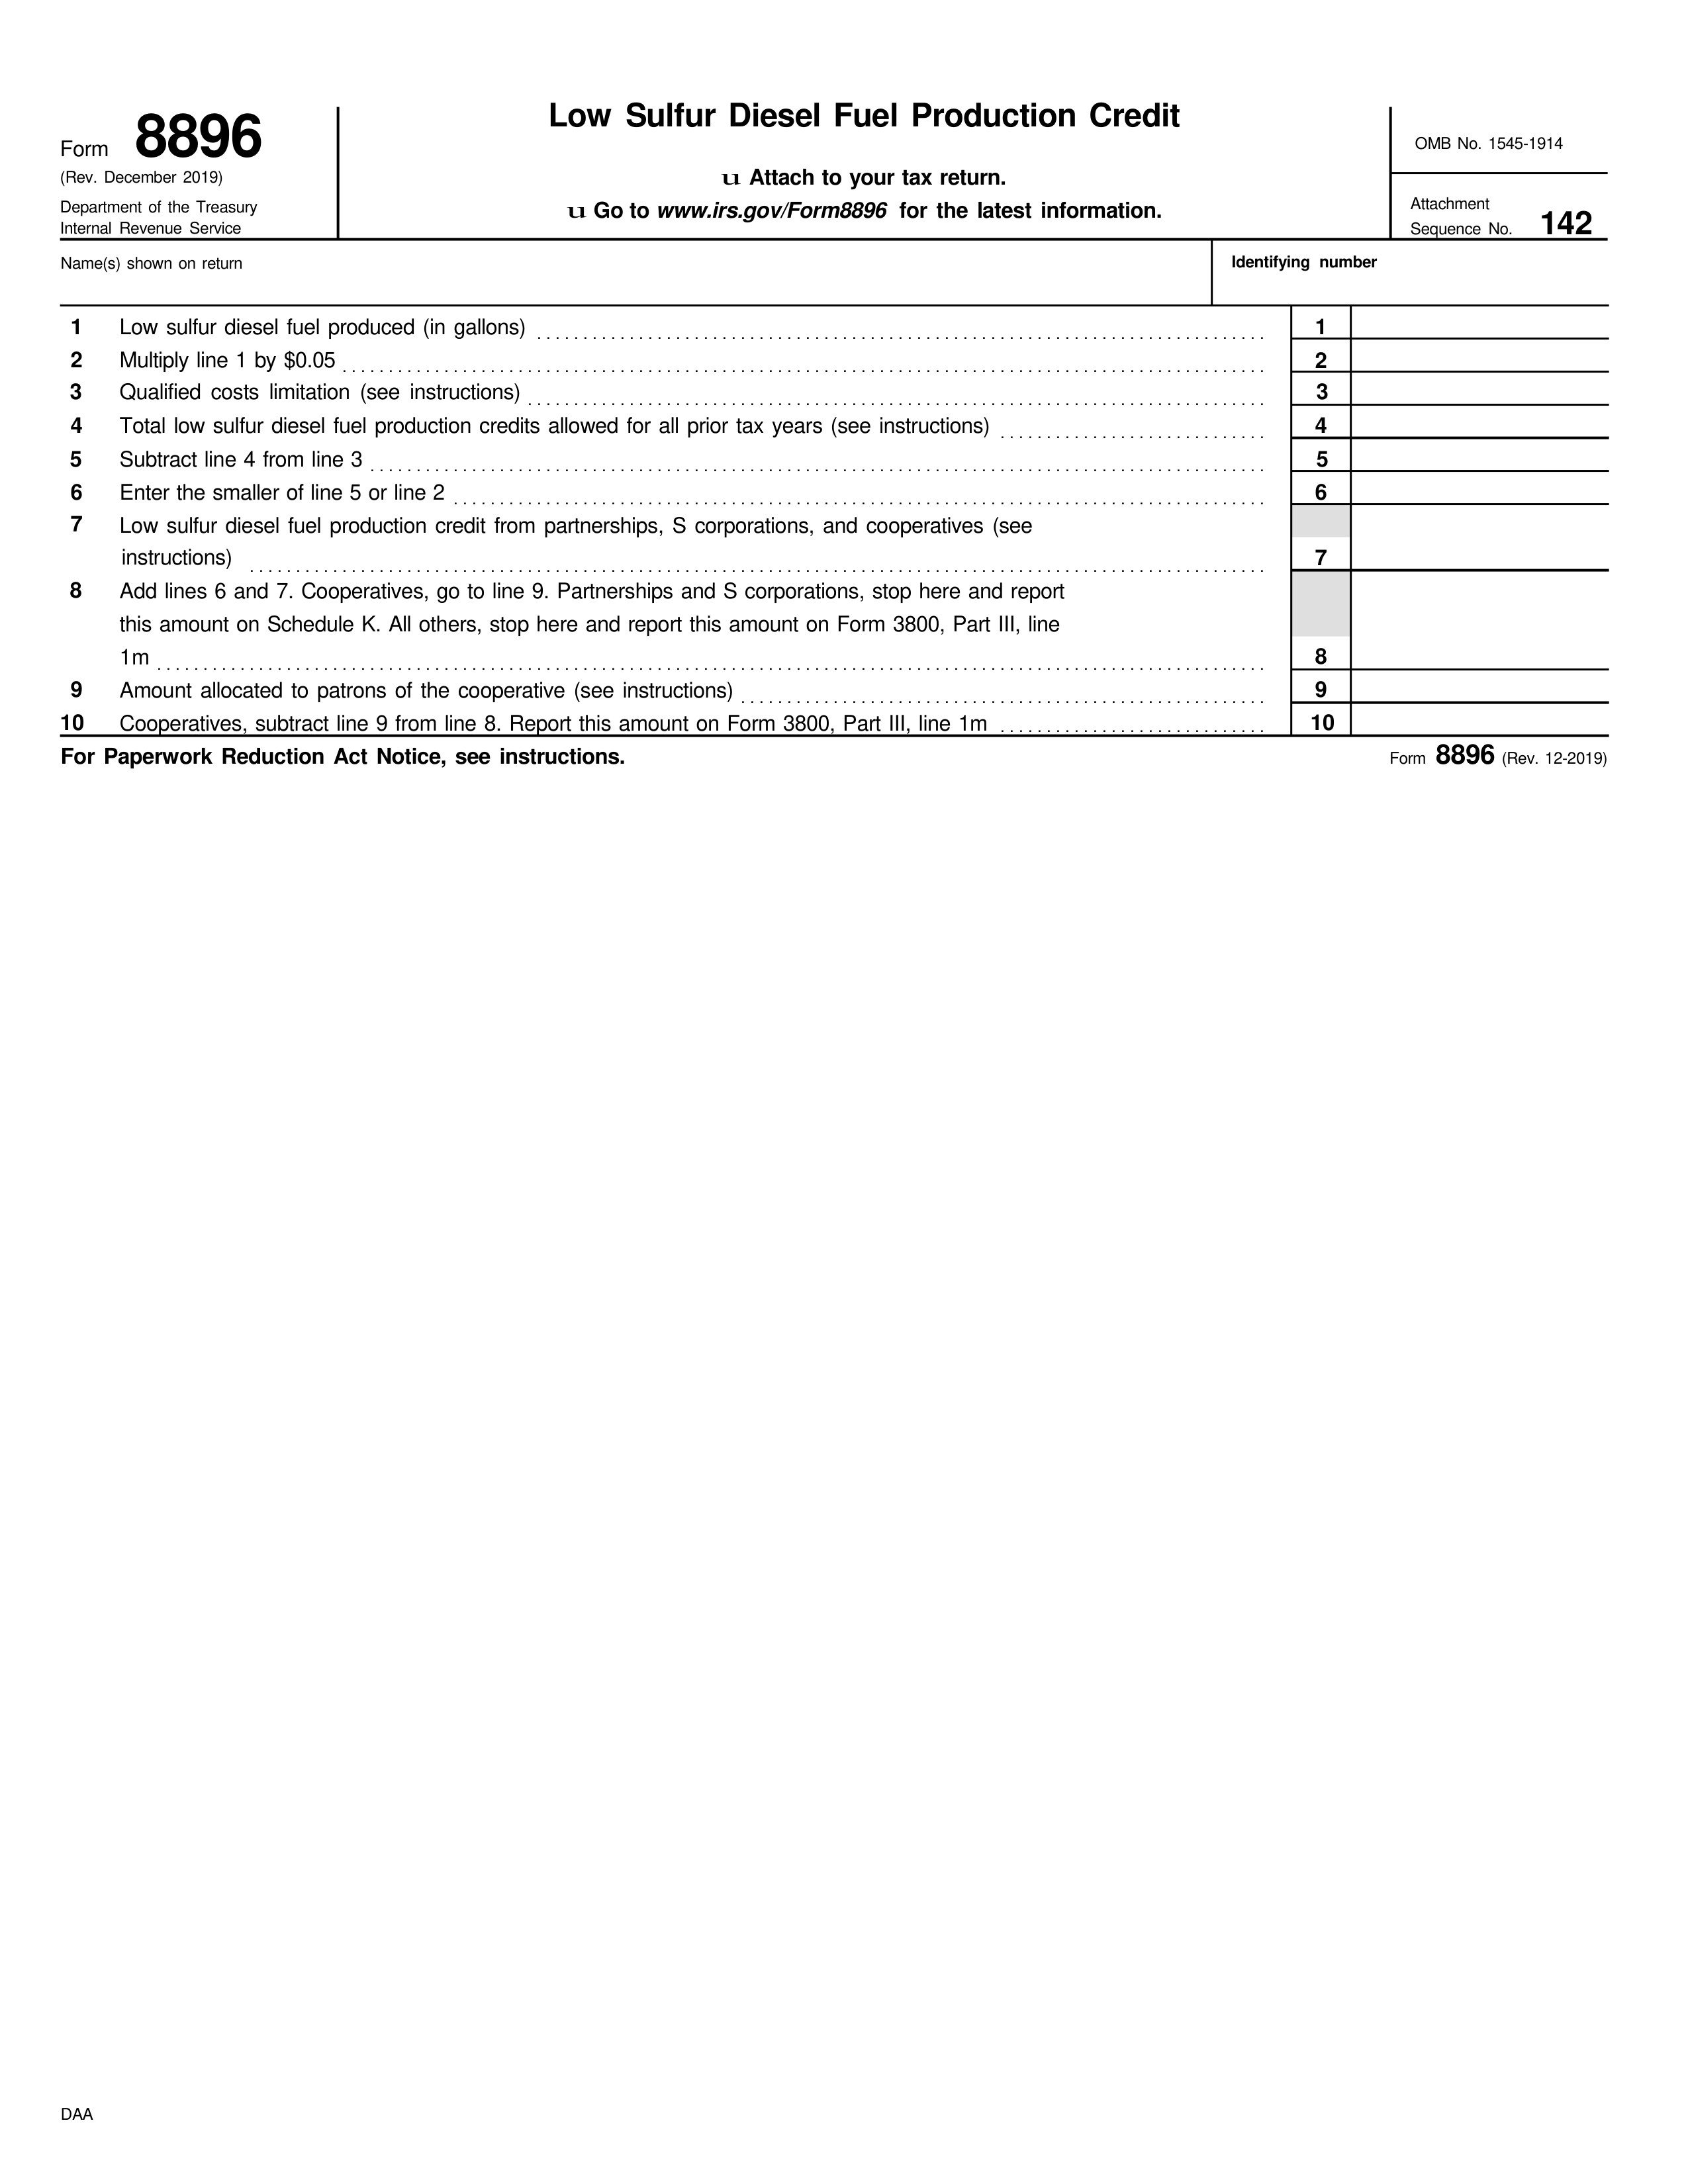 Form 8896
(Rev. December 2019)
Department of the Treasury
Internal Revenue Service
Low Sulfur Diesel Fuel Production Credit
u Attach to your tax return.
u Go to www.irs.gov/Form8896 for the latest information.
OMB No. 1545-1914
Attachment
Sequence No. 142
Name(s) shown on return
Identifying number
1 Low sulfur diesel fuel produced (in gallons) 1
2 Multiply line 1 by $0.05 2
3 Qualified costs limitation (see instructions) 3
4 Total low sulfur diesel fuel production credits allowed for all prior tax years (see instructions) 4
5 Subtract line 4 from line 3 5
6 Enter the smaller of line 5 or line 2 6
7 Low sulfur diesel fuel production credit from partnerships, S corporations, and cooperatives (see
instructions) 7
8 Add lines 6 and 7. Cooperatives, go to line 9. Partnerships and S corporations, stop here and report
this amount on Schedule K. All others, stop here and report this amount on Form 3800, Part III, line
1m 8
9 Amount allocated to patrons of the cooperative (see instructions) 9
10 Cooperatives, subtract line 9 from line 8. Report this amount on Form 3800, Part III, line 1m 10
For Paperwork Reduction Act Notice, see instructions. Form 8896 (Rev. 12-2019)
DAA